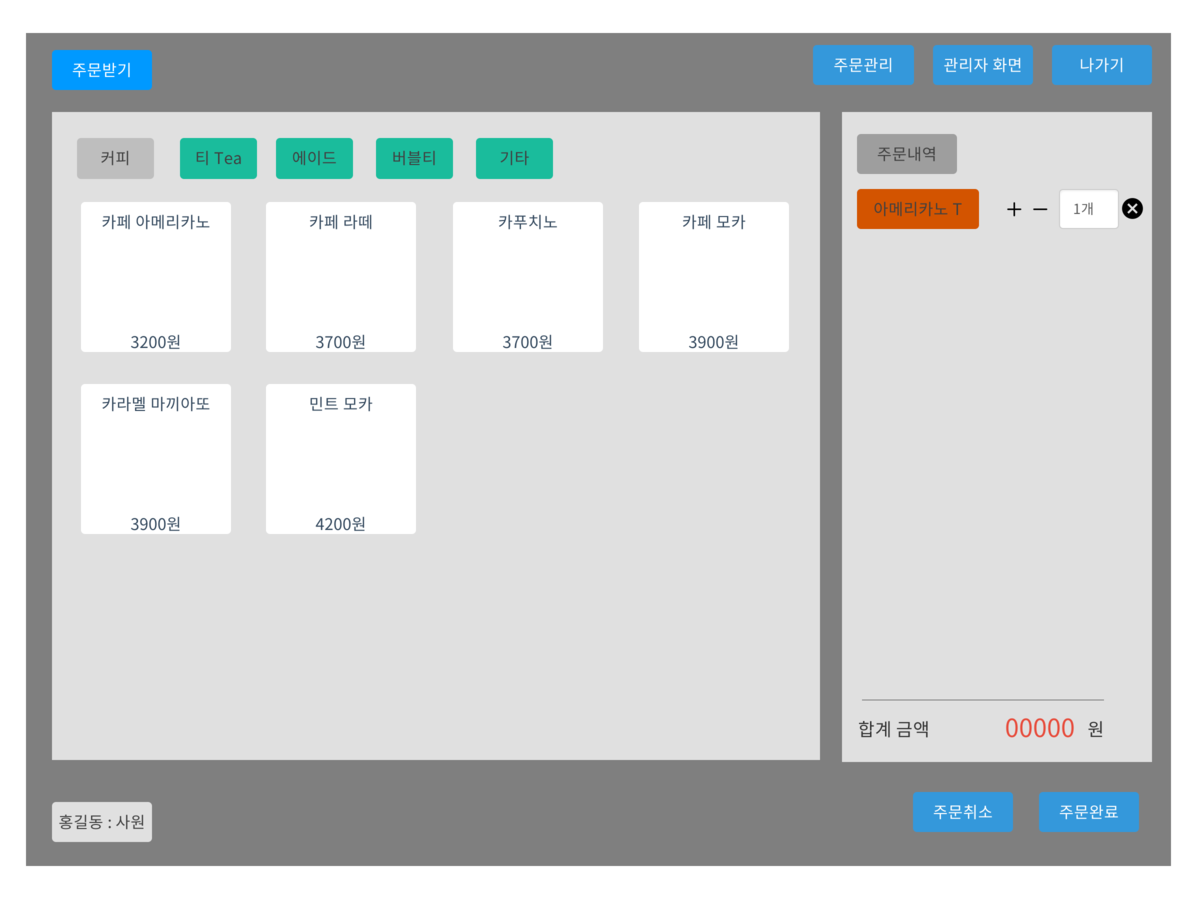 주문받기
주문관리
관리자 화면
나가기
커피
티 Tea
에이드
버블티
기타
카페 아메리카노
3200원
카페 라떼
3700원
카푸치노
3700원
카페 모카
3900원
카라멜 마끼아또
3900원
민트 모카
4200원
주문내역
아메리카노 T
+ − 1개
합계 금액 00000 원
홍길동 : 사원
주문취소
주문완료